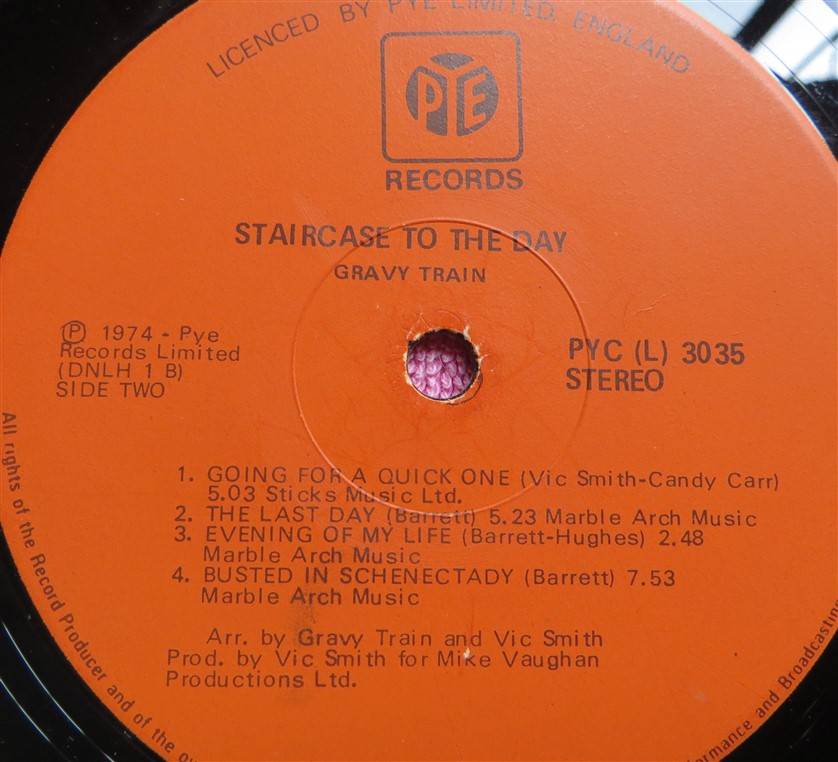 LICENCED BY PYE LIMITED, ENGLAND
PYE
RECORDS
STAIRCASE TO THE DAY
GRAVY TRAIN
Ⓟ 1974 - Pye
Records Limited
(DNLH 1 B)
SIDE TWO
PYC (L) 3035
STEREO
1. GOING FOR A QUICK ONE (Vic Smith-Candy Carr)
5.03 Sticks Music Ltd.
2. THE LAST DAY (Barrett) 5.23 Marble Arch Music
3. EVENING OF MY LIFE (Barrett-Hughes) 2.48
Marble Arch Music
4. BUSTED IN SCHENECTADY (Barrett) 7.53
Marble Arch Music
Arr. by Gravy Train and Vic Smith
Prod. by Vic Smith for Mike Vaughan
Productions Ltd.
All rights of the Record Producer and of the
and Broadcasting